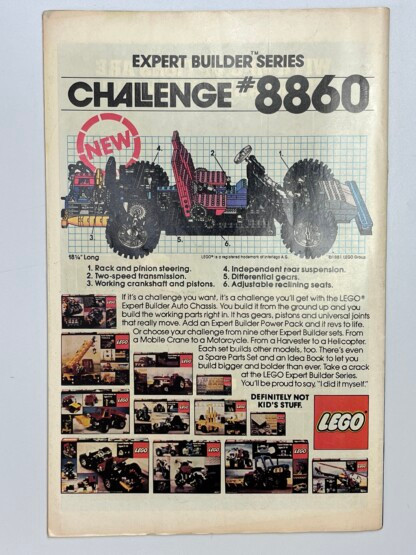 EXPERT BUILDER™ SERIES
CHALLENGE #8860
NEW
4.
2.
1.
3.
5.
6.
18¼" Long
LEGO® is a registered trademark of Interlego A.G.
©1981 LEGO Group
1. Rack and pinion steering.
2. Two-speed transmission.
3. Working crankshaft and pistons.
4. Independent rear suspension.
5. Differential gears.
6. Adjustable reclining seats.
If it's a challenge you want, it's a challenge you'll get with the LEGO®
Expert Builder Auto Chassis. You build it from the ground up and you
build the working parts right in. It has gears, pistons and universal joints
that really move. Add an Expert Builder Power Pack and it revs to life.
Or choose your challenge from nine other Expert Builder sets. From
a Mobile Crane to a Motorcycle. From a Harvester to a Helicopter.
Each set builds other models, too. There's even
a Spare Parts Set and an Idea Book to let you
build bigger and bolder than ever. Take a crack
at the LEGO Expert Builder Series.
You'll be proud to say, "I did it myself."
DEFINITELY NOT
KID'S STUFF.
LEGO